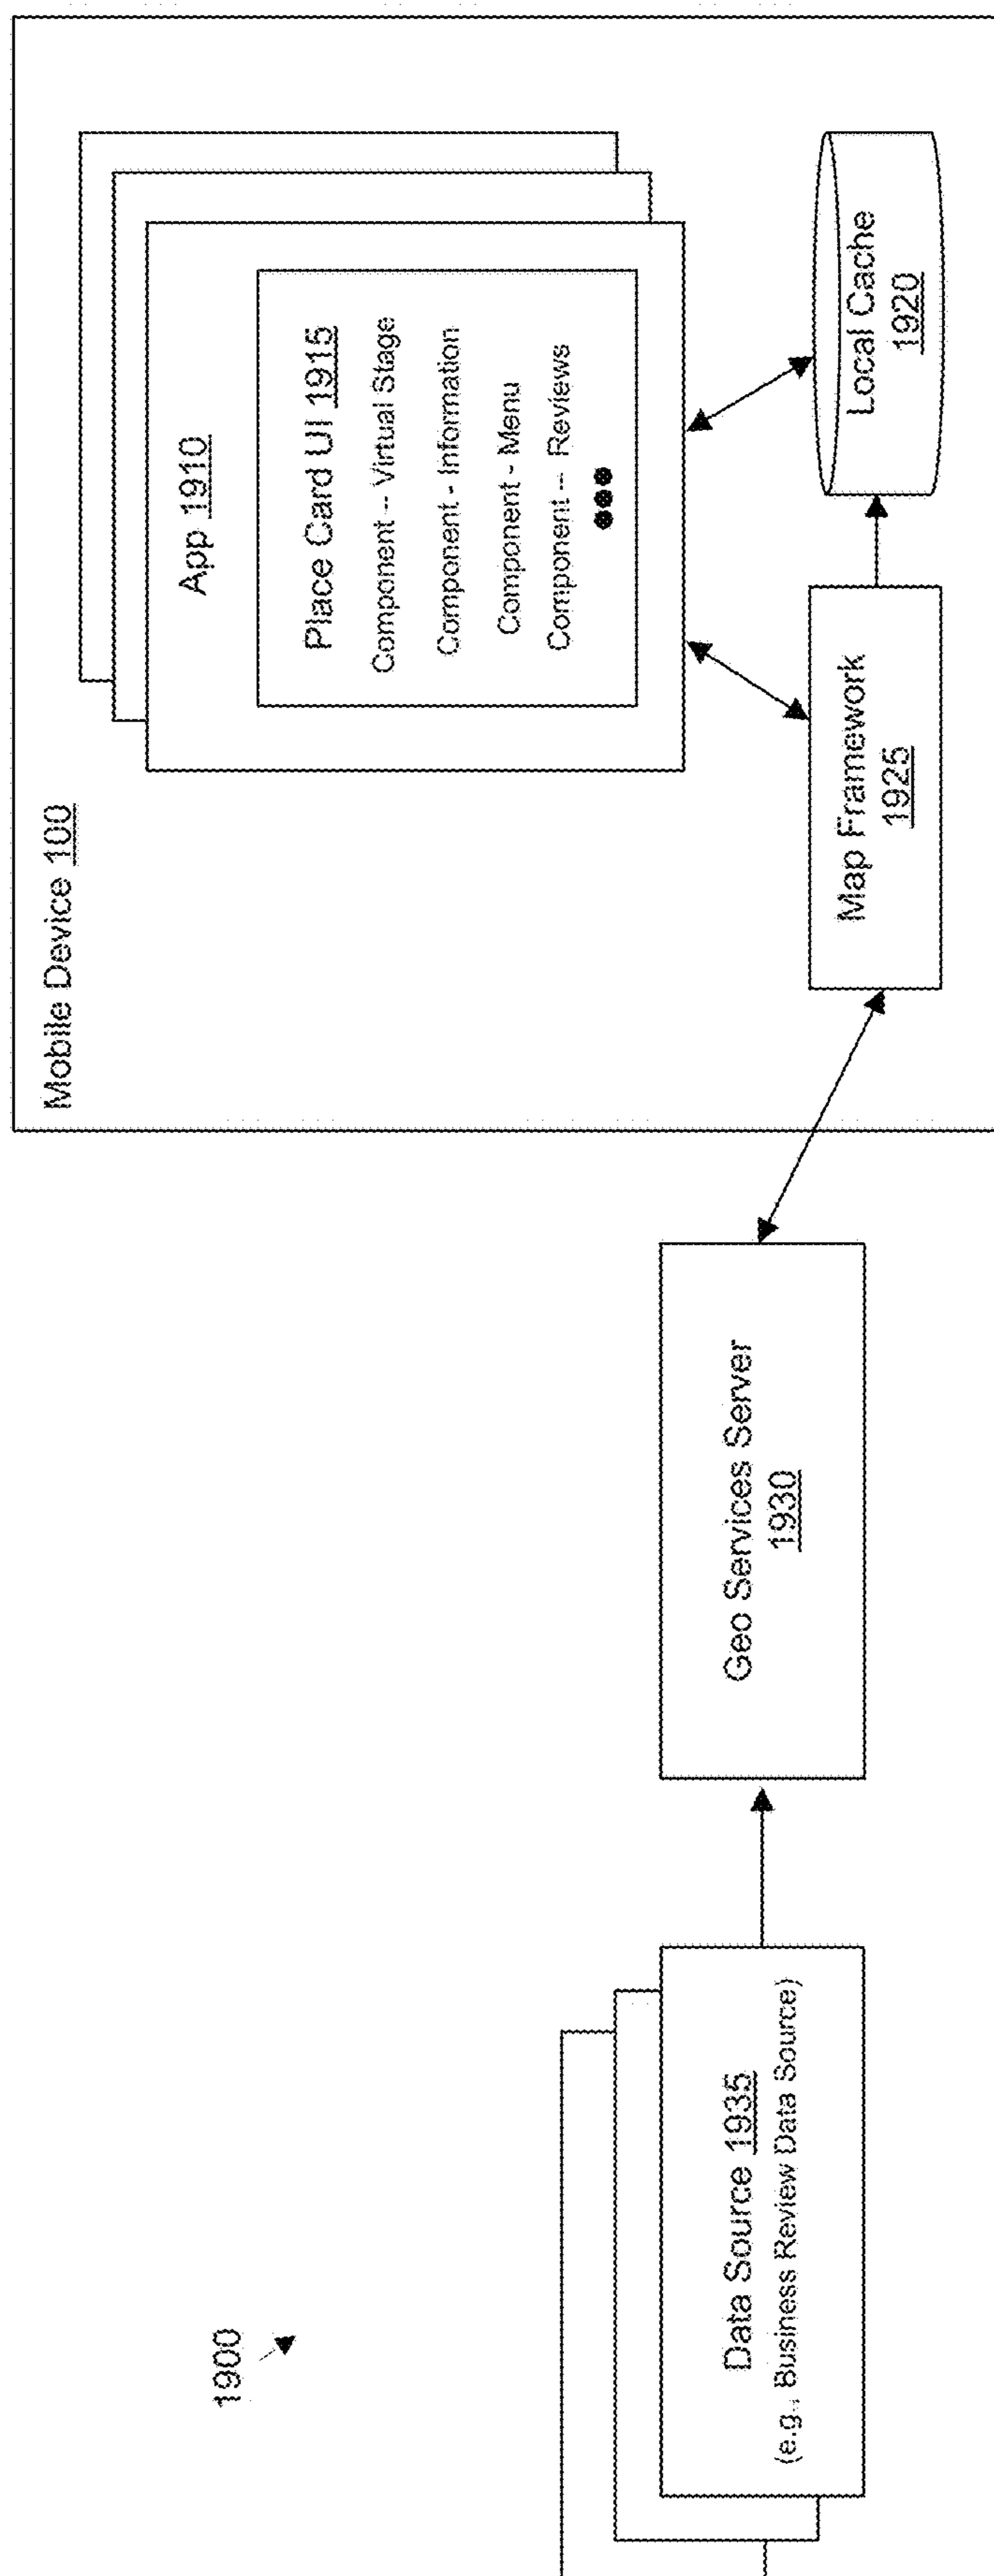 1900
Data Source 1935
(e.g., Business Review Data Source)
Geo Services Server
1930
Mobile Device 100
App 1910
Place Card UI 1915
Component -- Virtual Stage
Component - Information
Component - Menu
Component -- Reviews
Map Framework
1925
Local Cache
1920